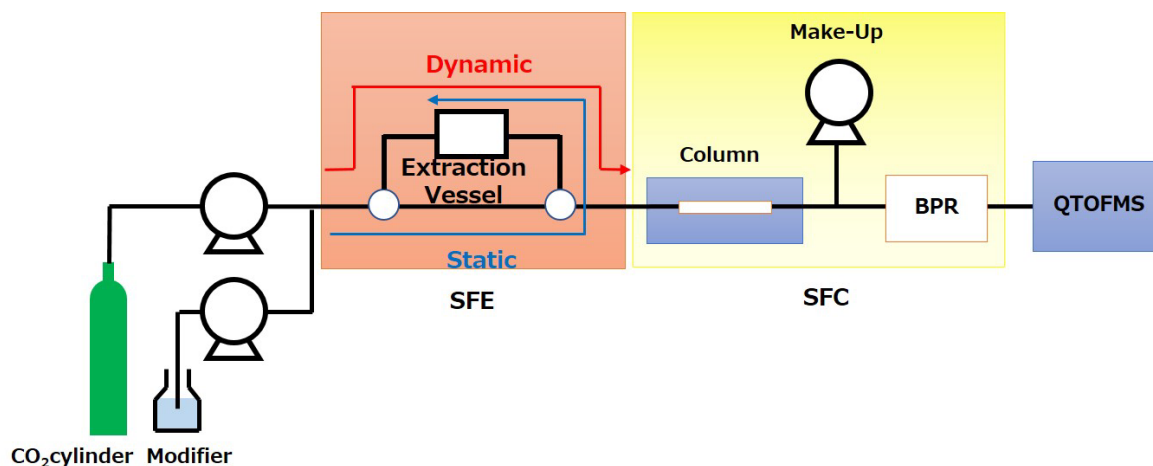 Make-Up
Dynamic
Column
Extraction
Vessel
BPR
QTOFMS
Static
SFE
SFC
CO₂cylinder
Modifier